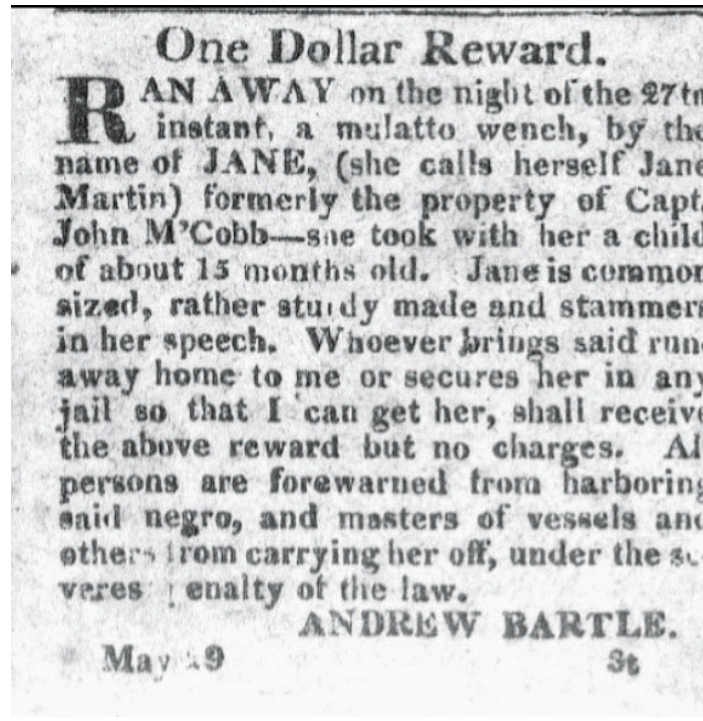 One Dollar Reward.
RAN AWAY on the night of the 27th
instant, a mulatto wench, by the
name of JANE, (she calls herself Jane
Martin) formerly the property of Capt.
John M'Cobb—she took with her a child
of about 15 months old. Jane is common
sized, rather sturdy made and stammers
in her speech. Whoever brings said run-
away home to me or secures her in any
jail so that I can get her, shall receive
the above reward but no charges. All
persons are forewarned from harboring
said negro, and masters of vessels and
others from carrying her off, under the se-
veres penalty of the law.
ANDREW BARTLE.
May 9 3t